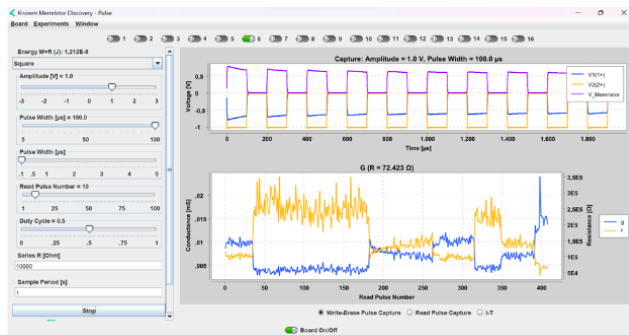 Knowm Memristor Discovery - Pulse
Board Experiments Window
1 2 3 4 5 6 7 8 9 10 11 12 13 14 15 16
Energy M+R (J): 1,212E-8
Square
Amplitude [V] = 1.0
-3 -2 -1 0 1 2 3
Pulse Width [µs] = 100.0
5 50 100
Pulse Width [µs]
.1 .5 1 2 3 4 5
Read Pulse Number = 10
1 25 50 75 100
Duty Cycle = 0.5
0 .25 .5 .75 1
Series R [Ohm]
10000
Sample Period [s]
1
Stop
Capture: Amplitude = 1.0 V, Pulse Width = 100.0 µs
Voltage [V]
0,5
0
-0,5
-1
0 200 400 600 800 1.000 1.200 1.400 1.600 1.800
Time [µs]
V1(1+)
V2(2+)
V_Memristor
G (R = 72.423 Ω)
Conductance [mS]
,02
,015
,01
,005
3,5E5
3E5
2,5E5
2E5
1,5E5
1E5
5E4
Resistance [Ω]
0 50 100 150 200 250 300 350 400
Read Pulse Number
g
r
Write-Erase Pulse Capture Read Pulse Capture I-T
Board On/Off